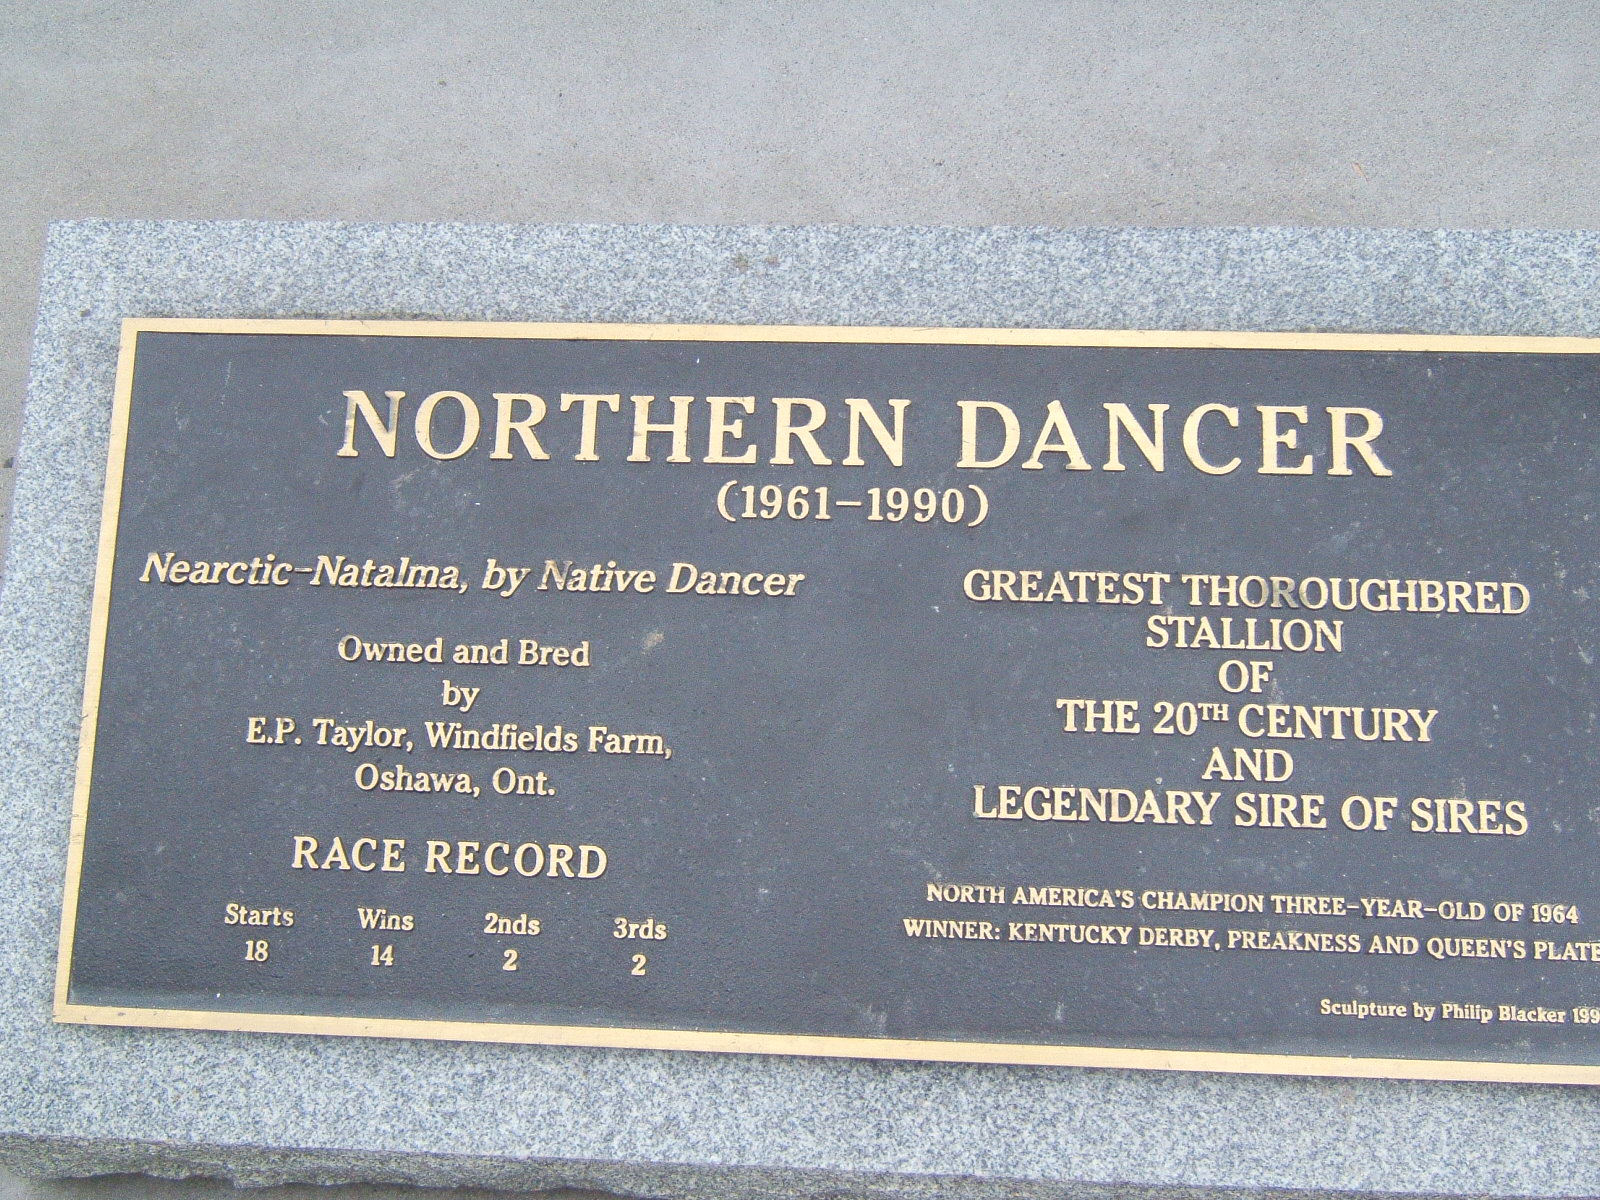 NORTHERN DANCER
(1961–1990)
Nearctic–Natalma, by Native Dancer
Owned and Bred
by
E.P. Taylor, Windfields Farm,
Oshawa, Ont.
RACE RECORD
Starts Wins 2nds 3rds
18 14 2 2
GREATEST THOROUGHBRED
STALLION
OF
THE 20TH CENTURY
AND
LEGENDARY SIRE OF SIRES
NORTH AMERICA'S CHAMPION THREE–YEAR–OLD OF 1964
WINNER: KENTUCKY DERBY, PREAKNESS AND QUEEN'S PLATE
Sculpture by Philip Blacker